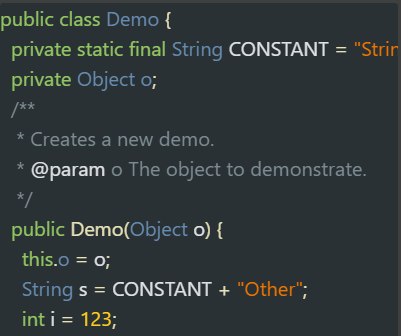 public class Demo {
  private static final String CONSTANT = "Strin
  private Object o;
  /**
   * Creates a new demo.
   * @param o The object to demonstrate.
   */
  public Demo(Object o) {
    this.o = o;
    String s = CONSTANT + "Other";
    int i = 123;